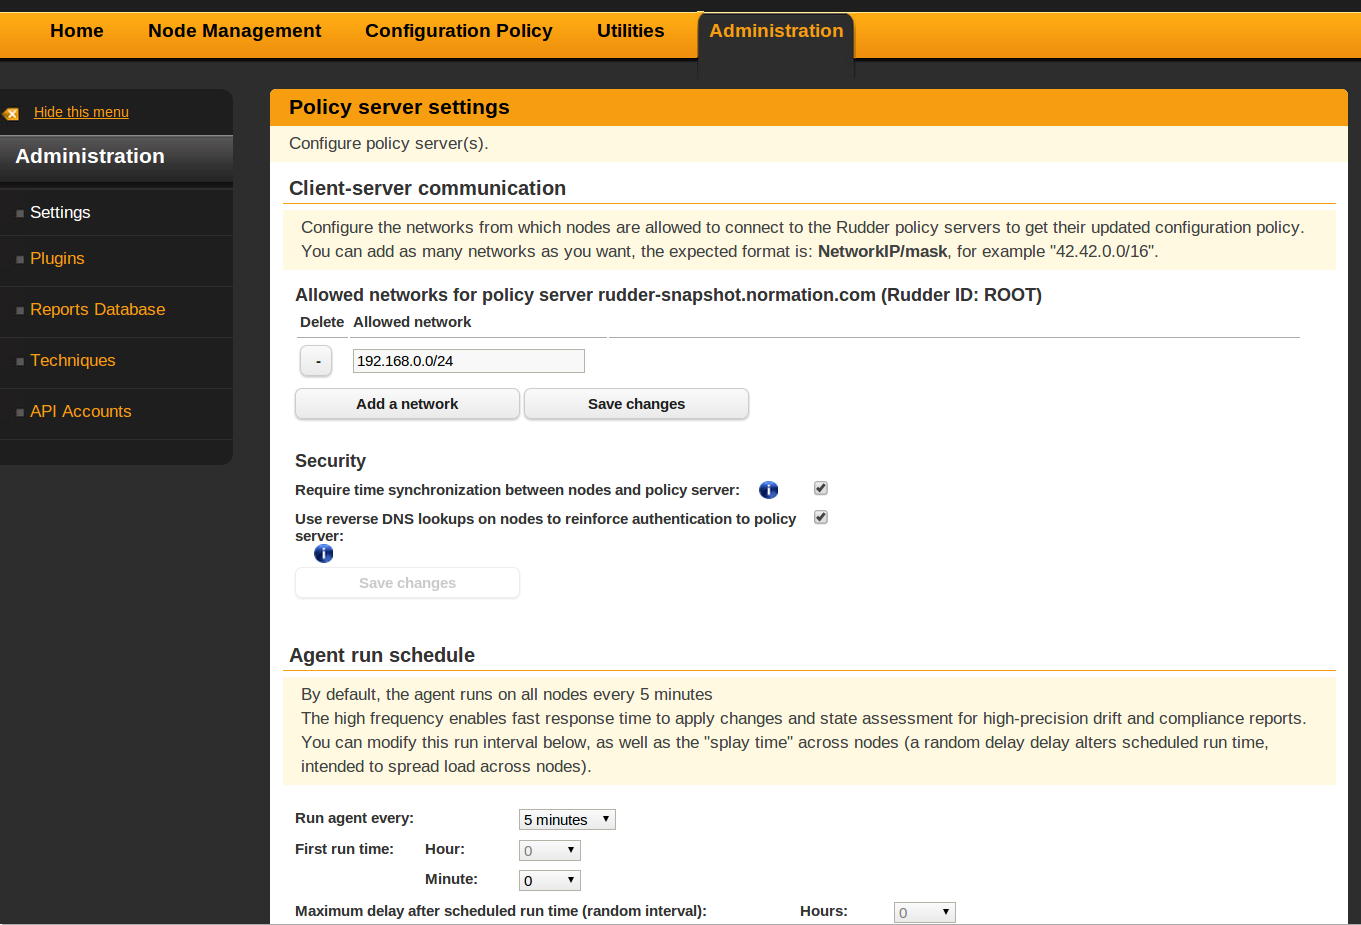 Home Node Management Configuration Policy Utilities Administration
Hide this menu
Administration
Settings
Plugins
Reports Database
Techniques
API Accounts
Policy server settings
Configure policy server(s).
Client-server communication
Configure the networks from which nodes are allowed to connect to the Rudder policy servers to get their updated configuration policy.
You can add as many networks as you want, the expected format is: NetworkIP/mask, for example "42.42.0.0/16".
Allowed networks for policy server rudder-snapshot.normation.com (Rudder ID: ROOT)
Delete Allowed network
- 192.168.0.0/24
Add a network Save changes
Security
Require time synchronization between nodes and policy server: i
Use reverse DNS lookups on nodes to reinforce authentication to policy
server:
i
Save changes
Agent run schedule
By default, the agent runs on all nodes every 5 minutes
The high frequency enables fast response time to apply changes and state assessment for high-precision drift and compliance reports.
You can modify this run interval below, as well as the "splay time" across nodes (a random delay delay alters scheduled run time,
intended to spread load across nodes).
Run agent every: 5 minutes
First run time: Hour: 0
Minute: 0
Maximum delay after scheduled run time (random interval): Hours: 0